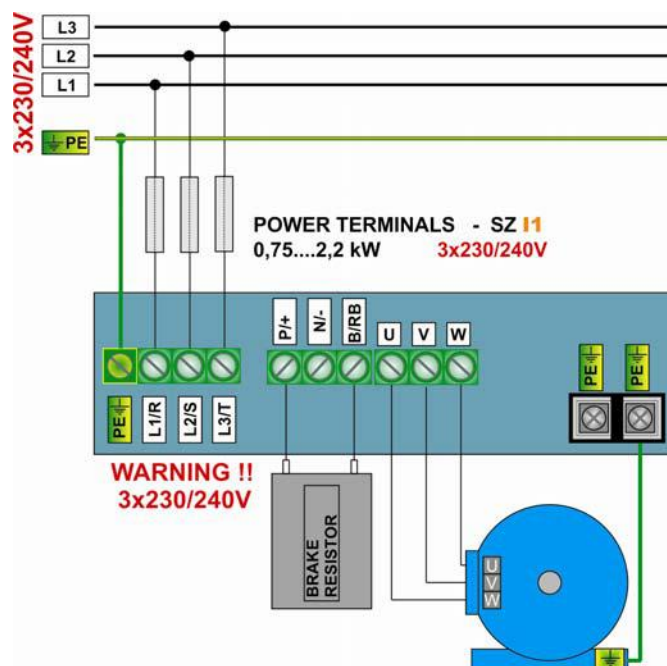 L3
L2
L1
PE
3x230/240V
POWER TERMINALS - SZ I1
0,75....2,2 kW 3x230/240V
P/+
N/-
B/RB
U
V
W
PE
PE
PE
L1/R
L2/S
L3/T
WARNING !!
3x230/240V
BRAKE
RESISTOR
U
V
W